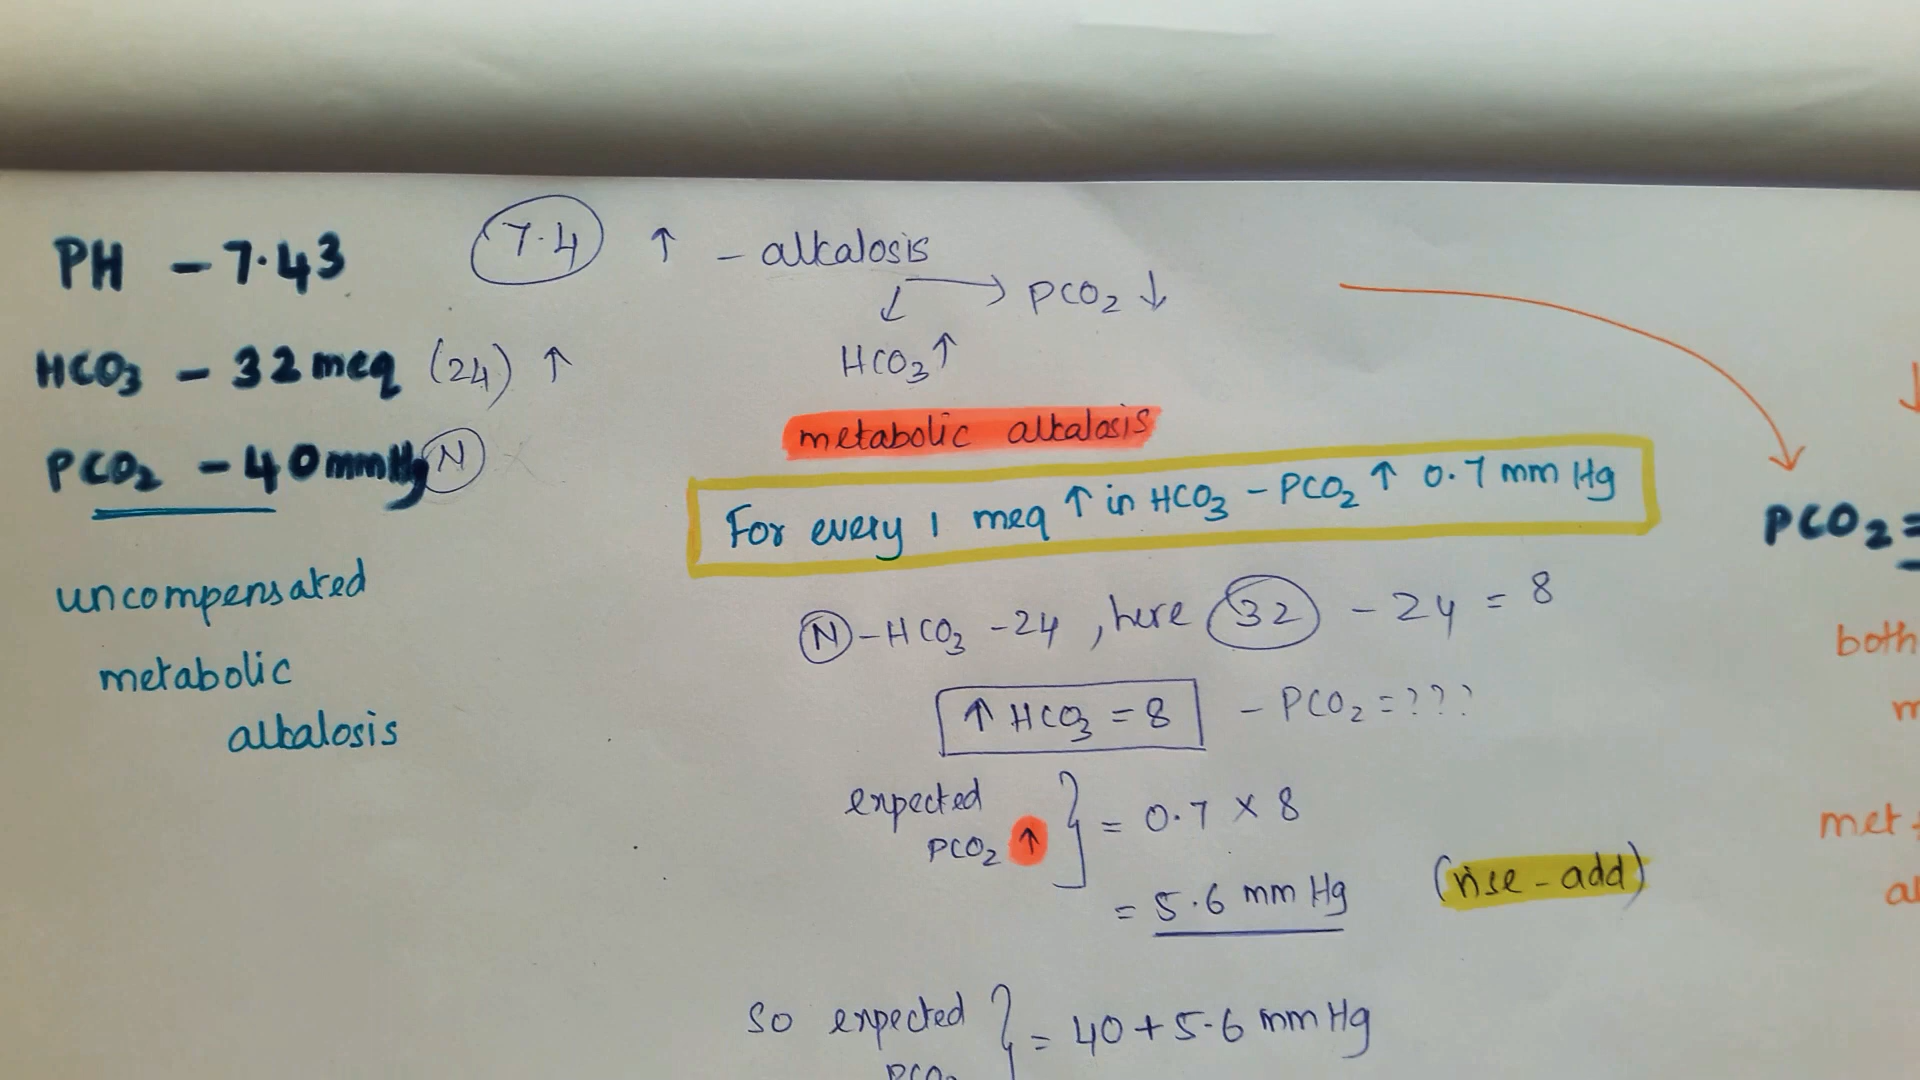 PH - 7.43
7.4 ↑ - alkalosis
↓ → PCO₂ ↓
HCO₃ ↑
HCO₃ - 32 meq (24) ↑
PCO₂ - 40 mmHg N
metabolic alkalosis
For every 1 meq ↑ in HCO₃ - PCO₂ ↑ 0.7 mm Hg
uncompensated
metabolic
alkalosis
N - HCO₃ - 24, here 32 - 24 = 8
↑ HCO₃ = 8 - PCO₂ = ???
expected
PCO₂ ↑ } = 0.7 × 8
= 5.6 mm Hg (rise - add)
So expected } = 40 + 5.6 mm Hg
PCO₂
↓
PCO₂ =
both
m
met
al